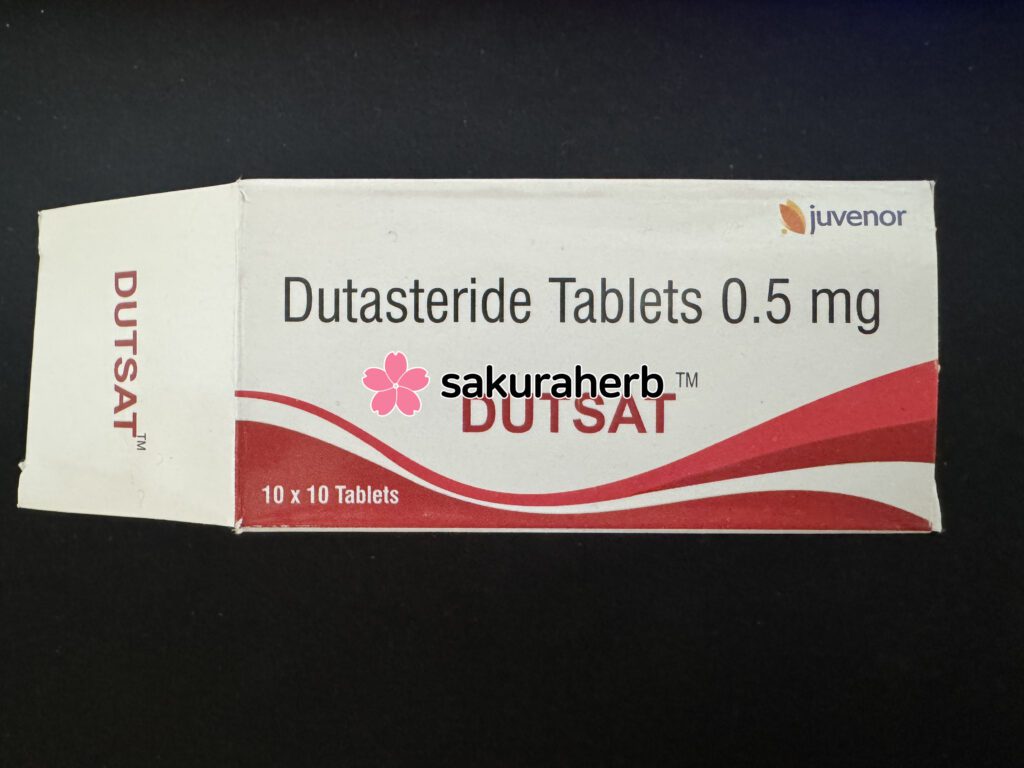 juvenor
Dutasteride Tablets 0.5 mg
sakuraherb
DUTSAT™
10 x 10 Tablets
DUTSAT™